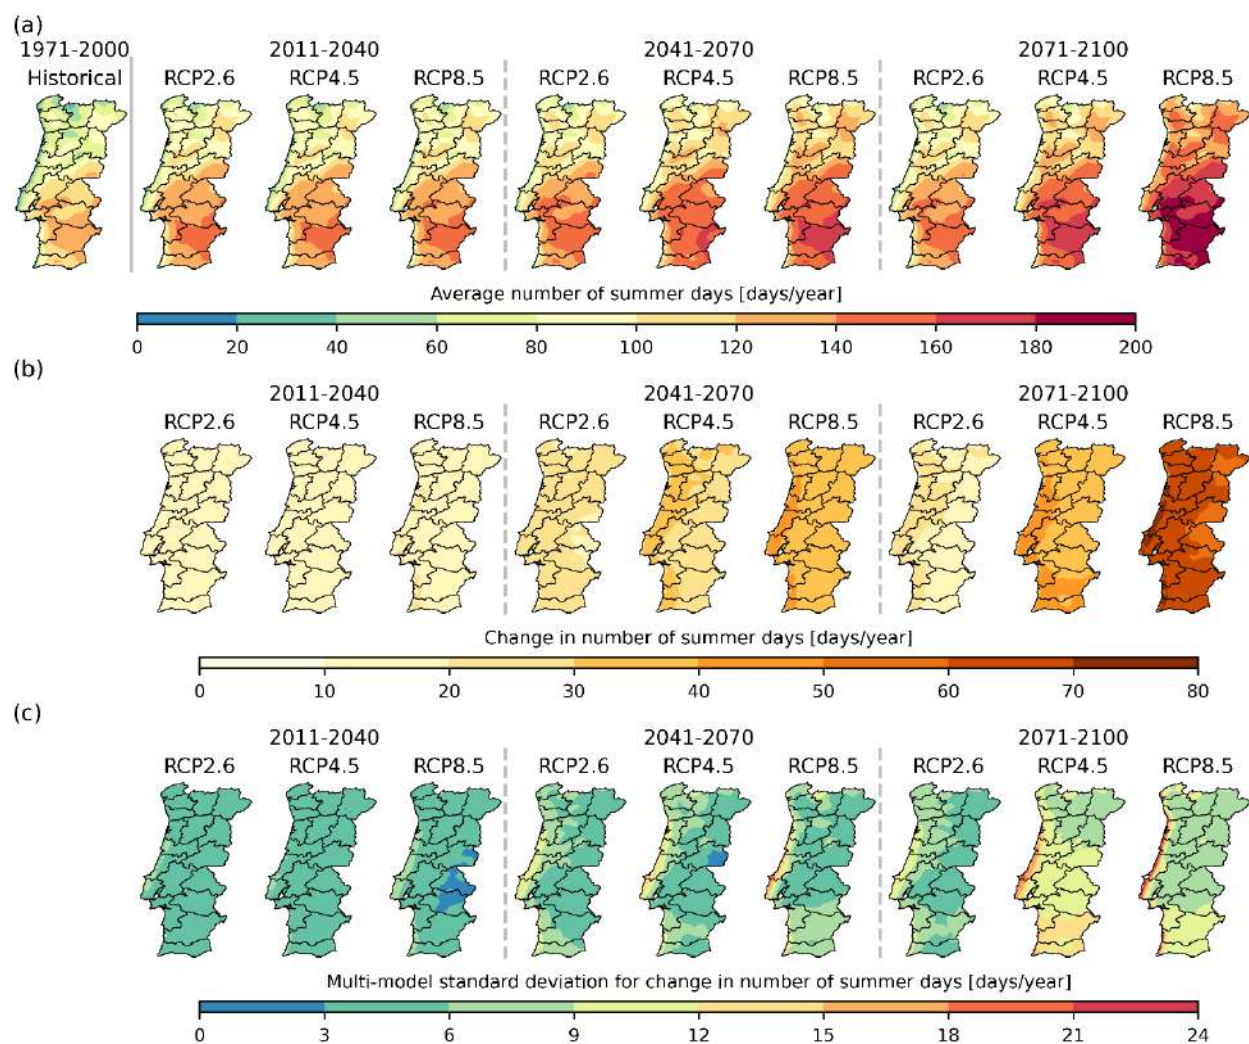 (a)
1971-2000 2011-2040 2041-2070 2071-2100
Historical RCP2.6 RCP4.5 RCP8.5 RCP2.6 RCP4.5 RCP8.5 RCP2.6 RCP4.5 RCP8.5
Average number of summer days [days/year]
0 20 40 60 80 100 120 140 160 180 200
(b)
2011-2040 2041-2070 2071-2100
RCP2.6 RCP4.5 RCP8.5 RCP2.6 RCP4.5 RCP8.5 RCP2.6 RCP4.5 RCP8.5
Change in number of summer days [days/year]
0 10 20 30 40 50 60 70 80
(c)
2011-2040 2041-2070 2071-2100
RCP2.6 RCP4.5 RCP8.5 RCP2.6 RCP4.5 RCP8.5 RCP2.6 RCP4.5 RCP8.5
Multi-model standard deviation for change in number of summer days [days/year]
0 3 6 9 12 15 18 21 24